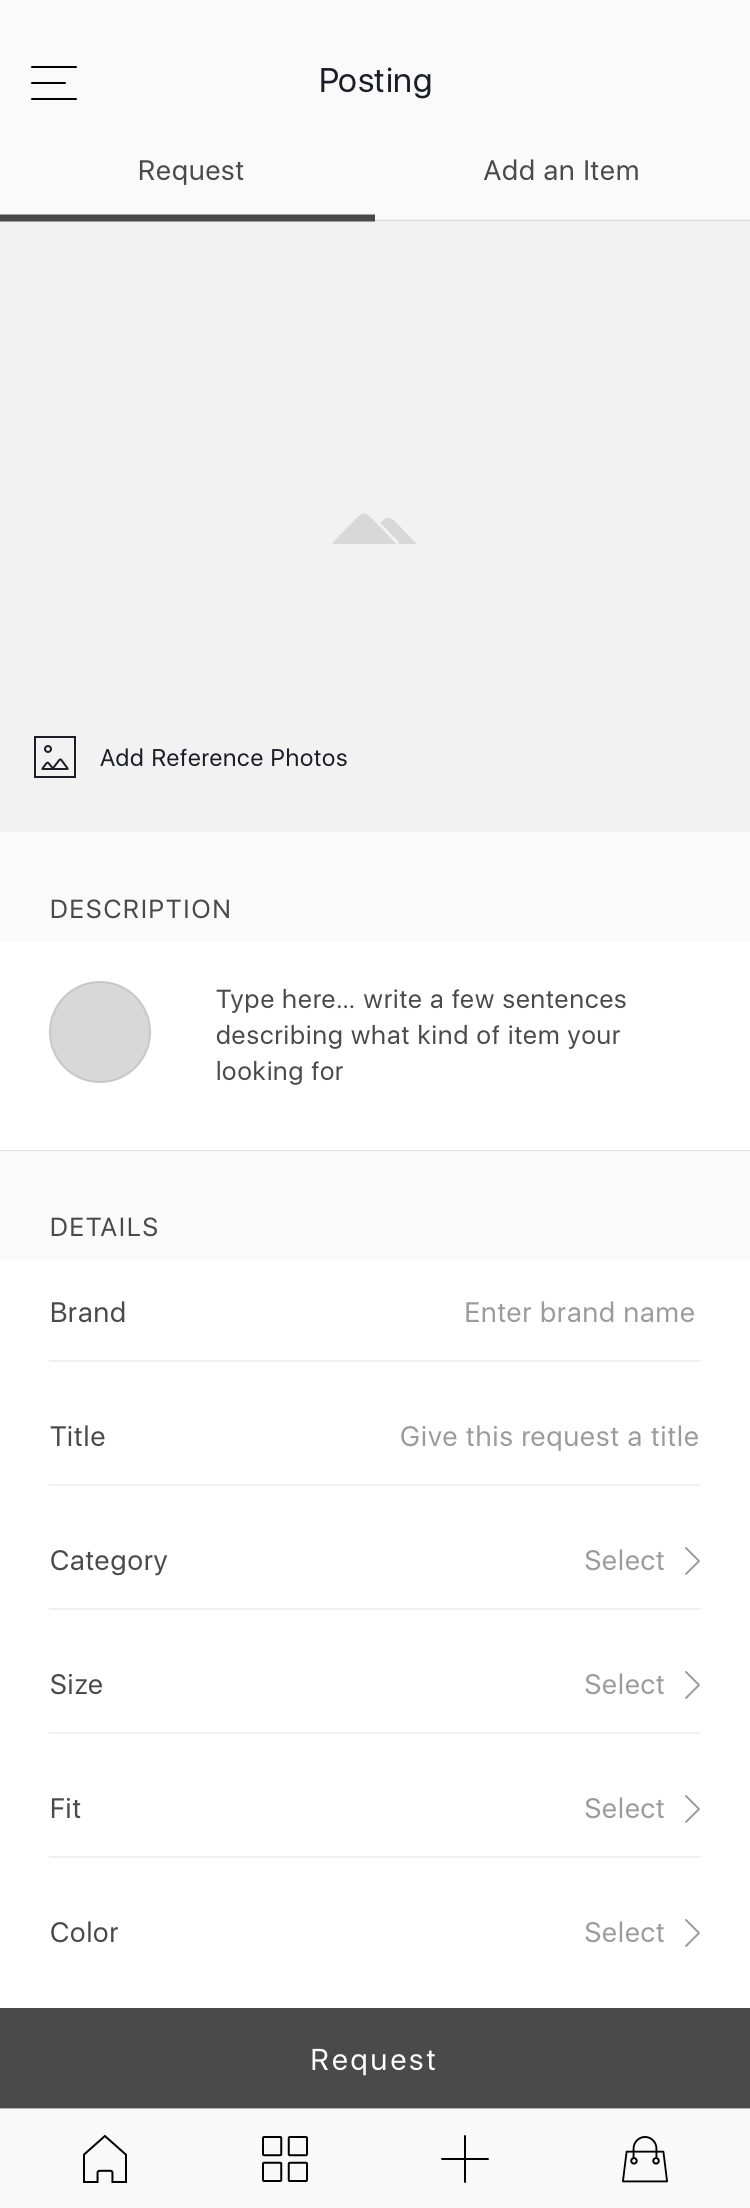 Posting
Request
Add an Item
Add Reference Photos
DESCRIPTION
Type here... write a few sentences
describing what kind of item your
looking for
DETAILS
Brand
Enter brand name
Title
Give this request a title
Category
Select
Size
Select
Fit
Select
Color
Select
Request